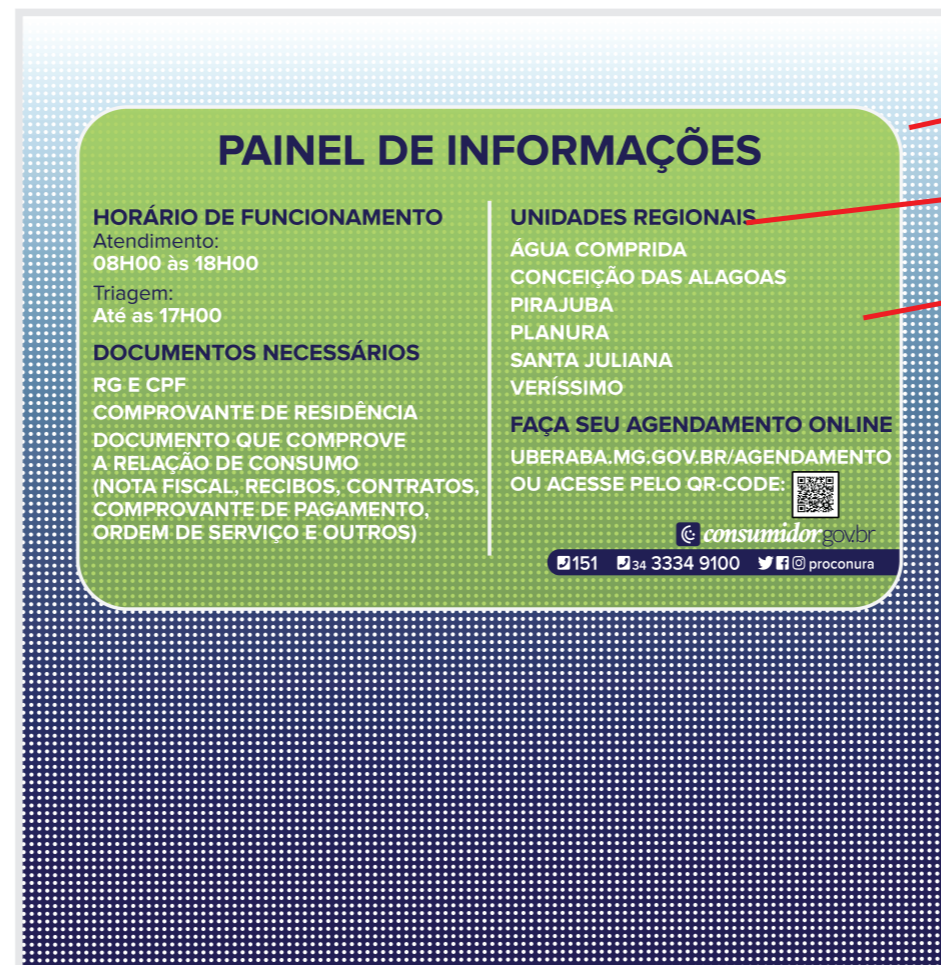 PAINEL DE INFORMAÇÕES
HORÁRIO DE FUNCIONAMENTO
Atendimento:
08H00 às 18H00
Triagem:
Até as 17H00
DOCUMENTOS NECESSÁRIOS
RG E CPF
COMPROVANTE DE RESIDÊNCIA
DOCUMENTO QUE COMPROVE
A RELAÇÃO DE CONSUMO
(NOTA FISCAL, RECIBOS, CONTRATOS,
COMPROVANTE DE PAGAMENTO,
ORDEM DE SERVIÇO E OUTROS)
UNIDADES REGIONAIS
ÁGUA COMPRIDA
CONCEIÇÃO DAS ALAGOAS
PIRAJUBA
PLANURA
SANTA JULIANA
VERÍSSIMO
FAÇA SEU AGENDAMENTO ONLINE
UBERABA.MG.GOV.BR/AGENDAMENTO
OU ACESSE PELO QR-CODE:
consumidor gov.br
151 34 3334 9100 proconura